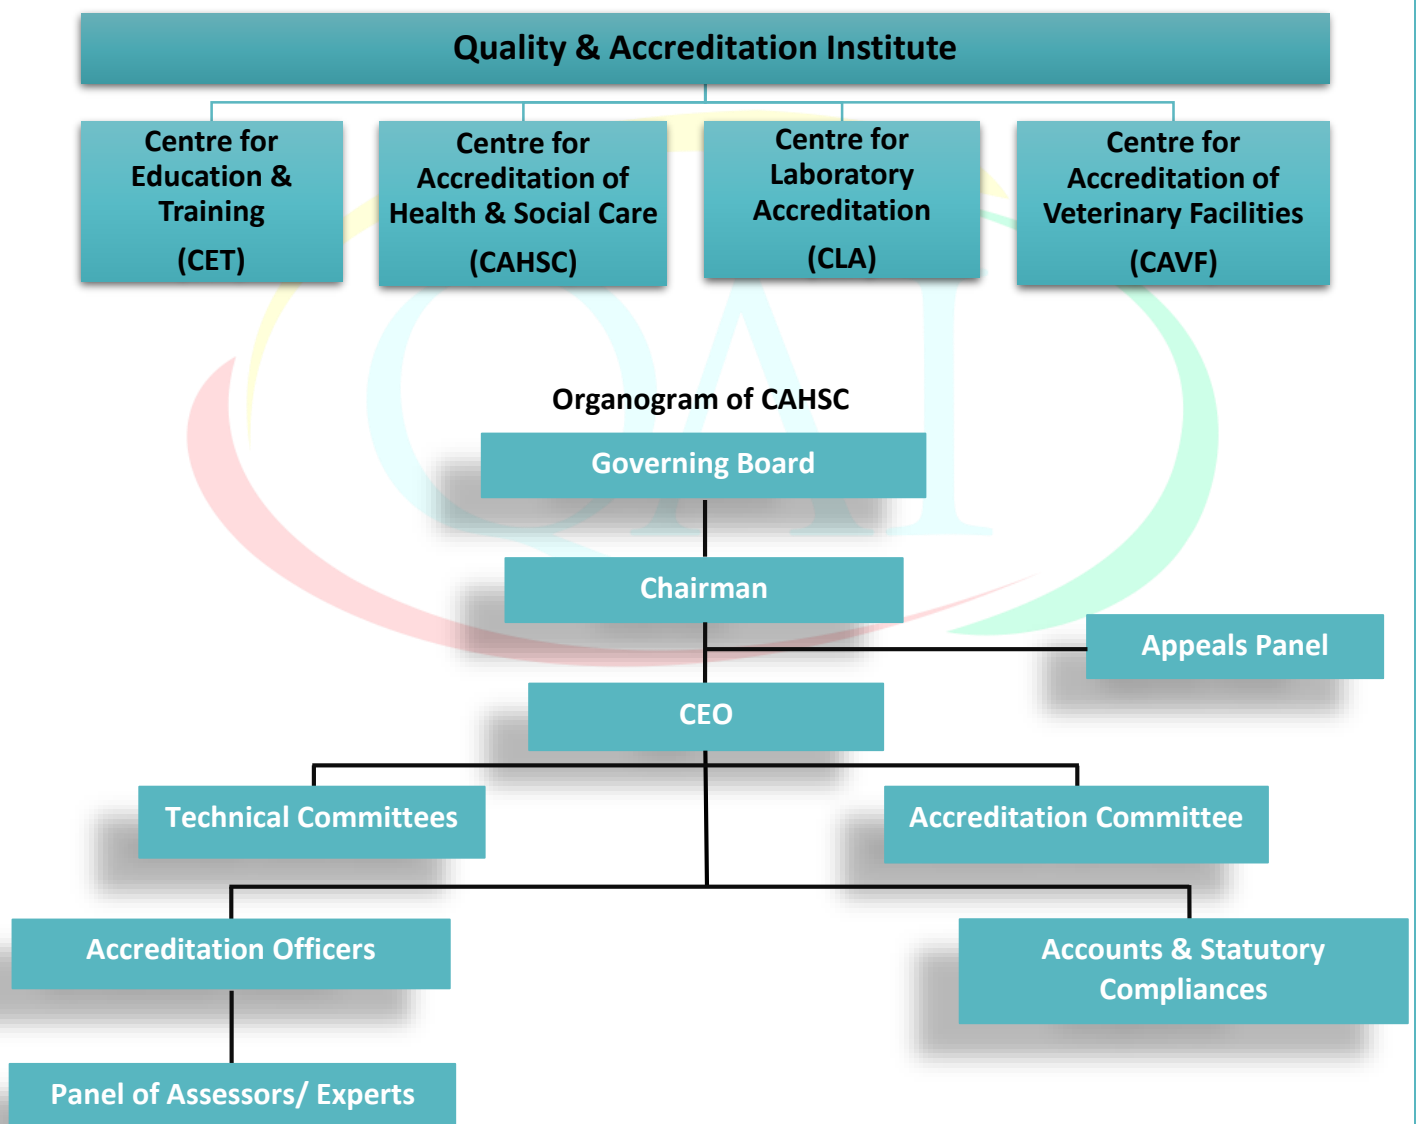 Quality & Accreditation Institute
Centre for
Education &
Training
(CET)
Centre for
Accreditation of
Health & Social Care
(CAHSC)
Centre for
Laboratory
Accreditation
(CLA)
Centre for
Accreditation of
Veterinary Facilities
(CAVF)
QAI
Organogram of CAHSC
Governing Board
Chairman
Appeals Panel
CEO
Technical Committees
Accreditation Committee
Accreditation Officers
Accounts & Statutory
Compliances
Panel of Assessors/ Experts